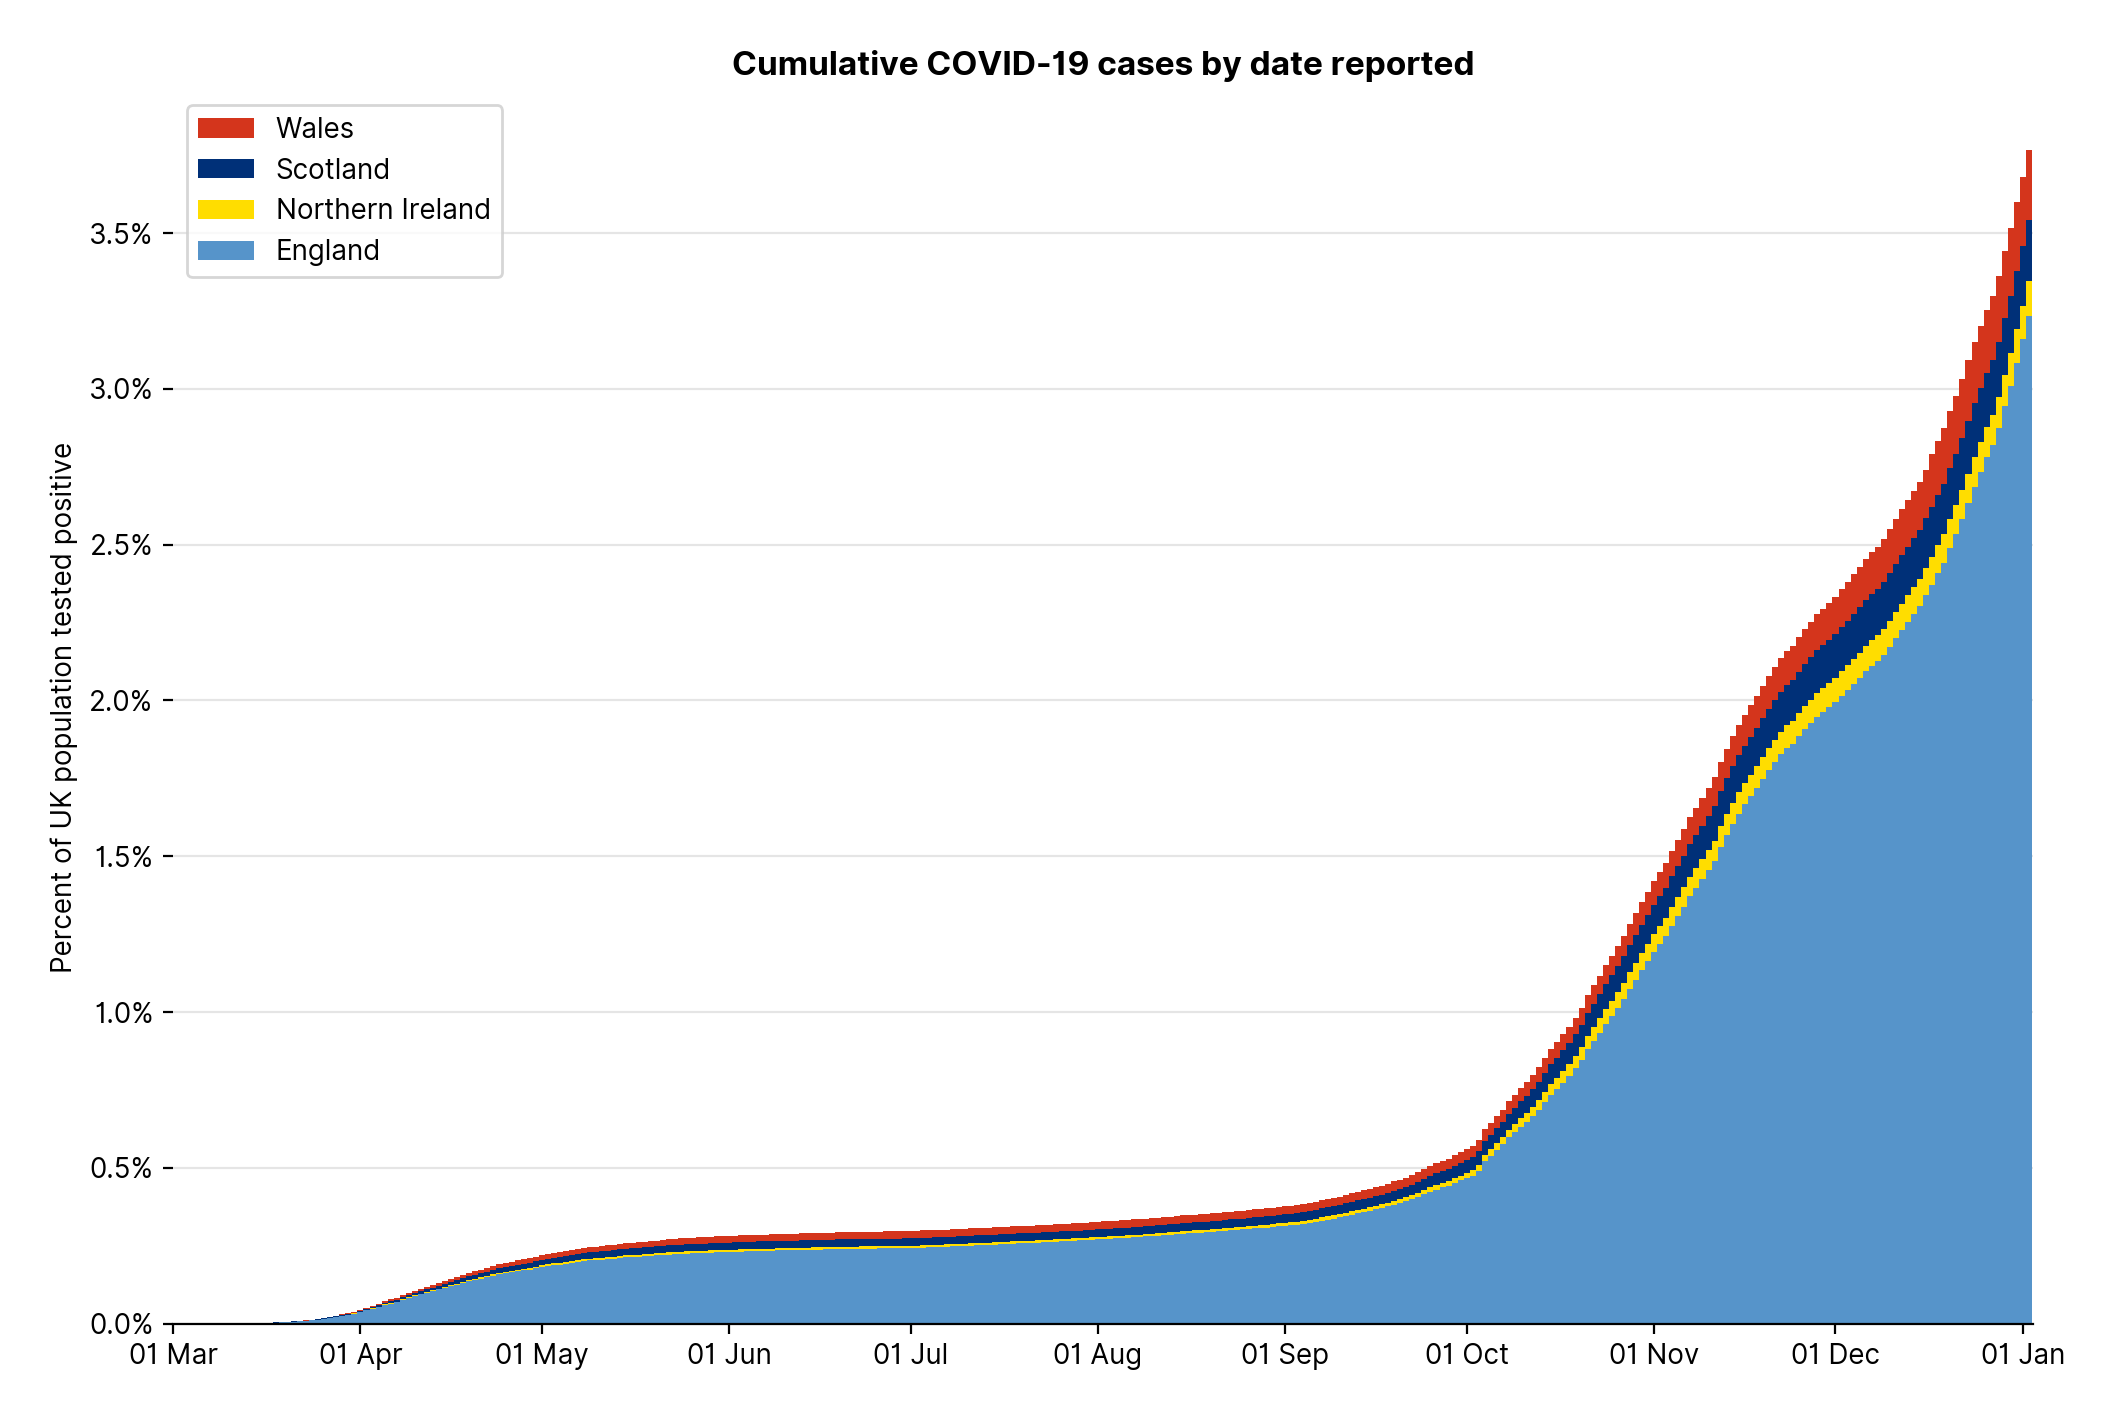 Cumulative COVID-19 cases by date reported
Wales
Scotland
Northern Ireland
England
Percent of UK population tested positive
3.5%
3.0%
2.5%
2.0%
1.5%
1.0%
0.5%
0.0%
01 Mar 01 Apr 01 May 01 Jun 01 Jul 01 Aug 01 Sep 01 Oct 01 Nov 01 Dec 01 Jan